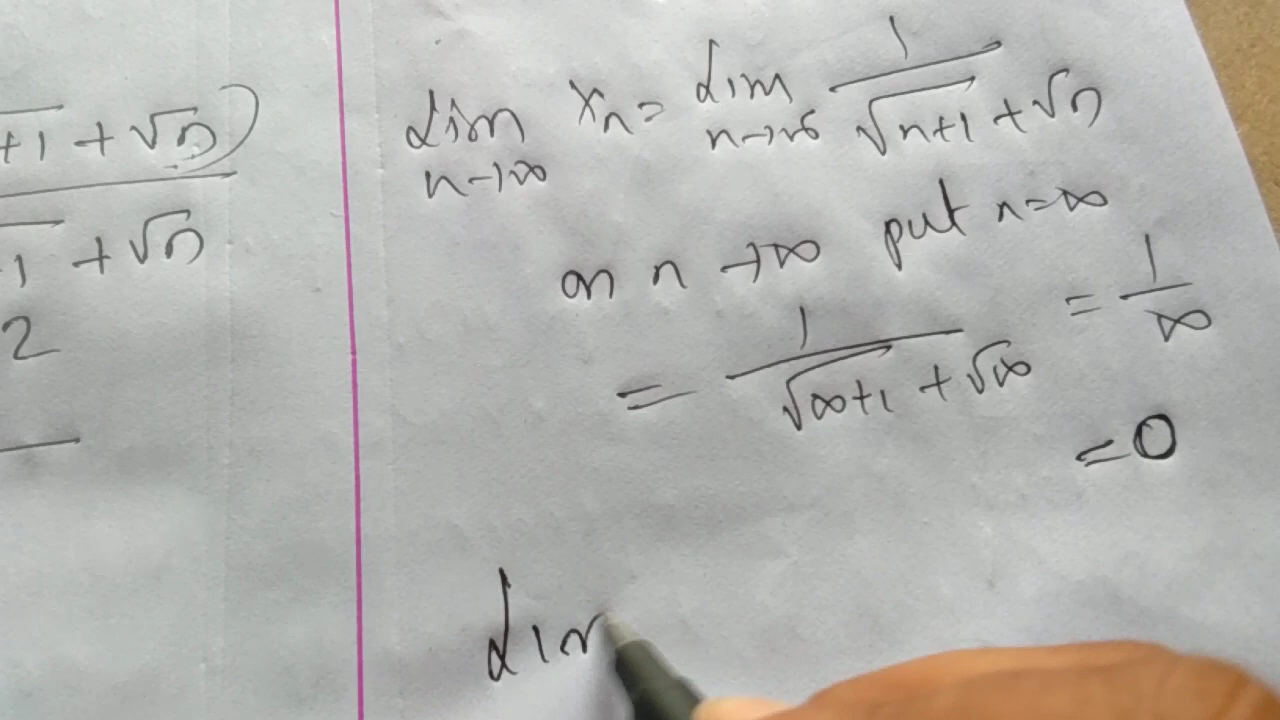 +1 + √n)
1 + √n
2
Lim n→∞ xₙ = Lim n→∞ 1/(√(n+1) + √n)
on n → ∞ put n = ∞
= 1/(√(∞+1) + √∞) = 1/∞
= 0
Lim